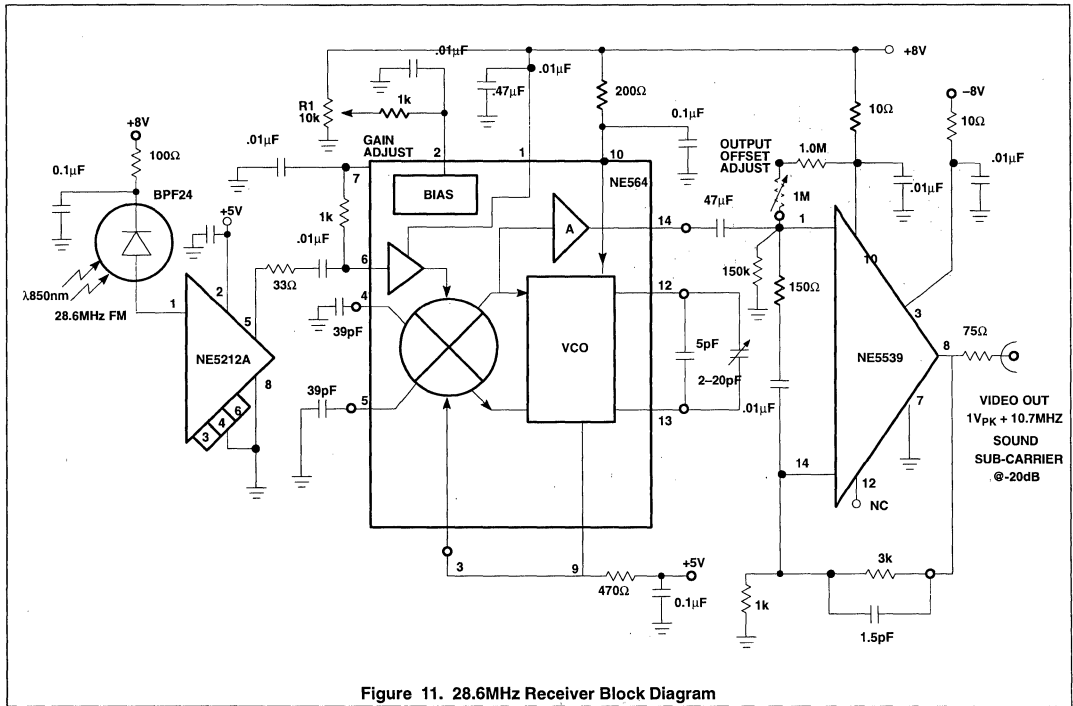 .01µF
+8V
.01µF
.47µF
–8V
R1
10k
1k
200Ω
10Ω
10Ω
+8V
100Ω
0.1µF
.01µF
GAIN
ADJUST
2
1
10
0.1µF
OUTPUT
OFFSET
ADJUST
1.0M
.01µF
.01µF
BPF24
7
BIAS
NE564
1M
+5V
1k
.01µF
A
14
47µF
1
6
33Ω
150k
150Ω
10
λ850nm
28.6MHz FM
1
2
5
4
39pF
VCO
12
5pF
2–20pF
3
NE5212A
NE5539
8
75Ω
8
39pF
5
13
.01µF
7
VIDEO OUT
1VPK + 10.7MHZ
SOUND
SUB-CARRIER
@-20dB
3
4
6
14
12
NC
3
9
470Ω
+5V
0.1µF
1k
3k
1.5pF
Figure 11. 28.6MHz Receiver Block Diagram